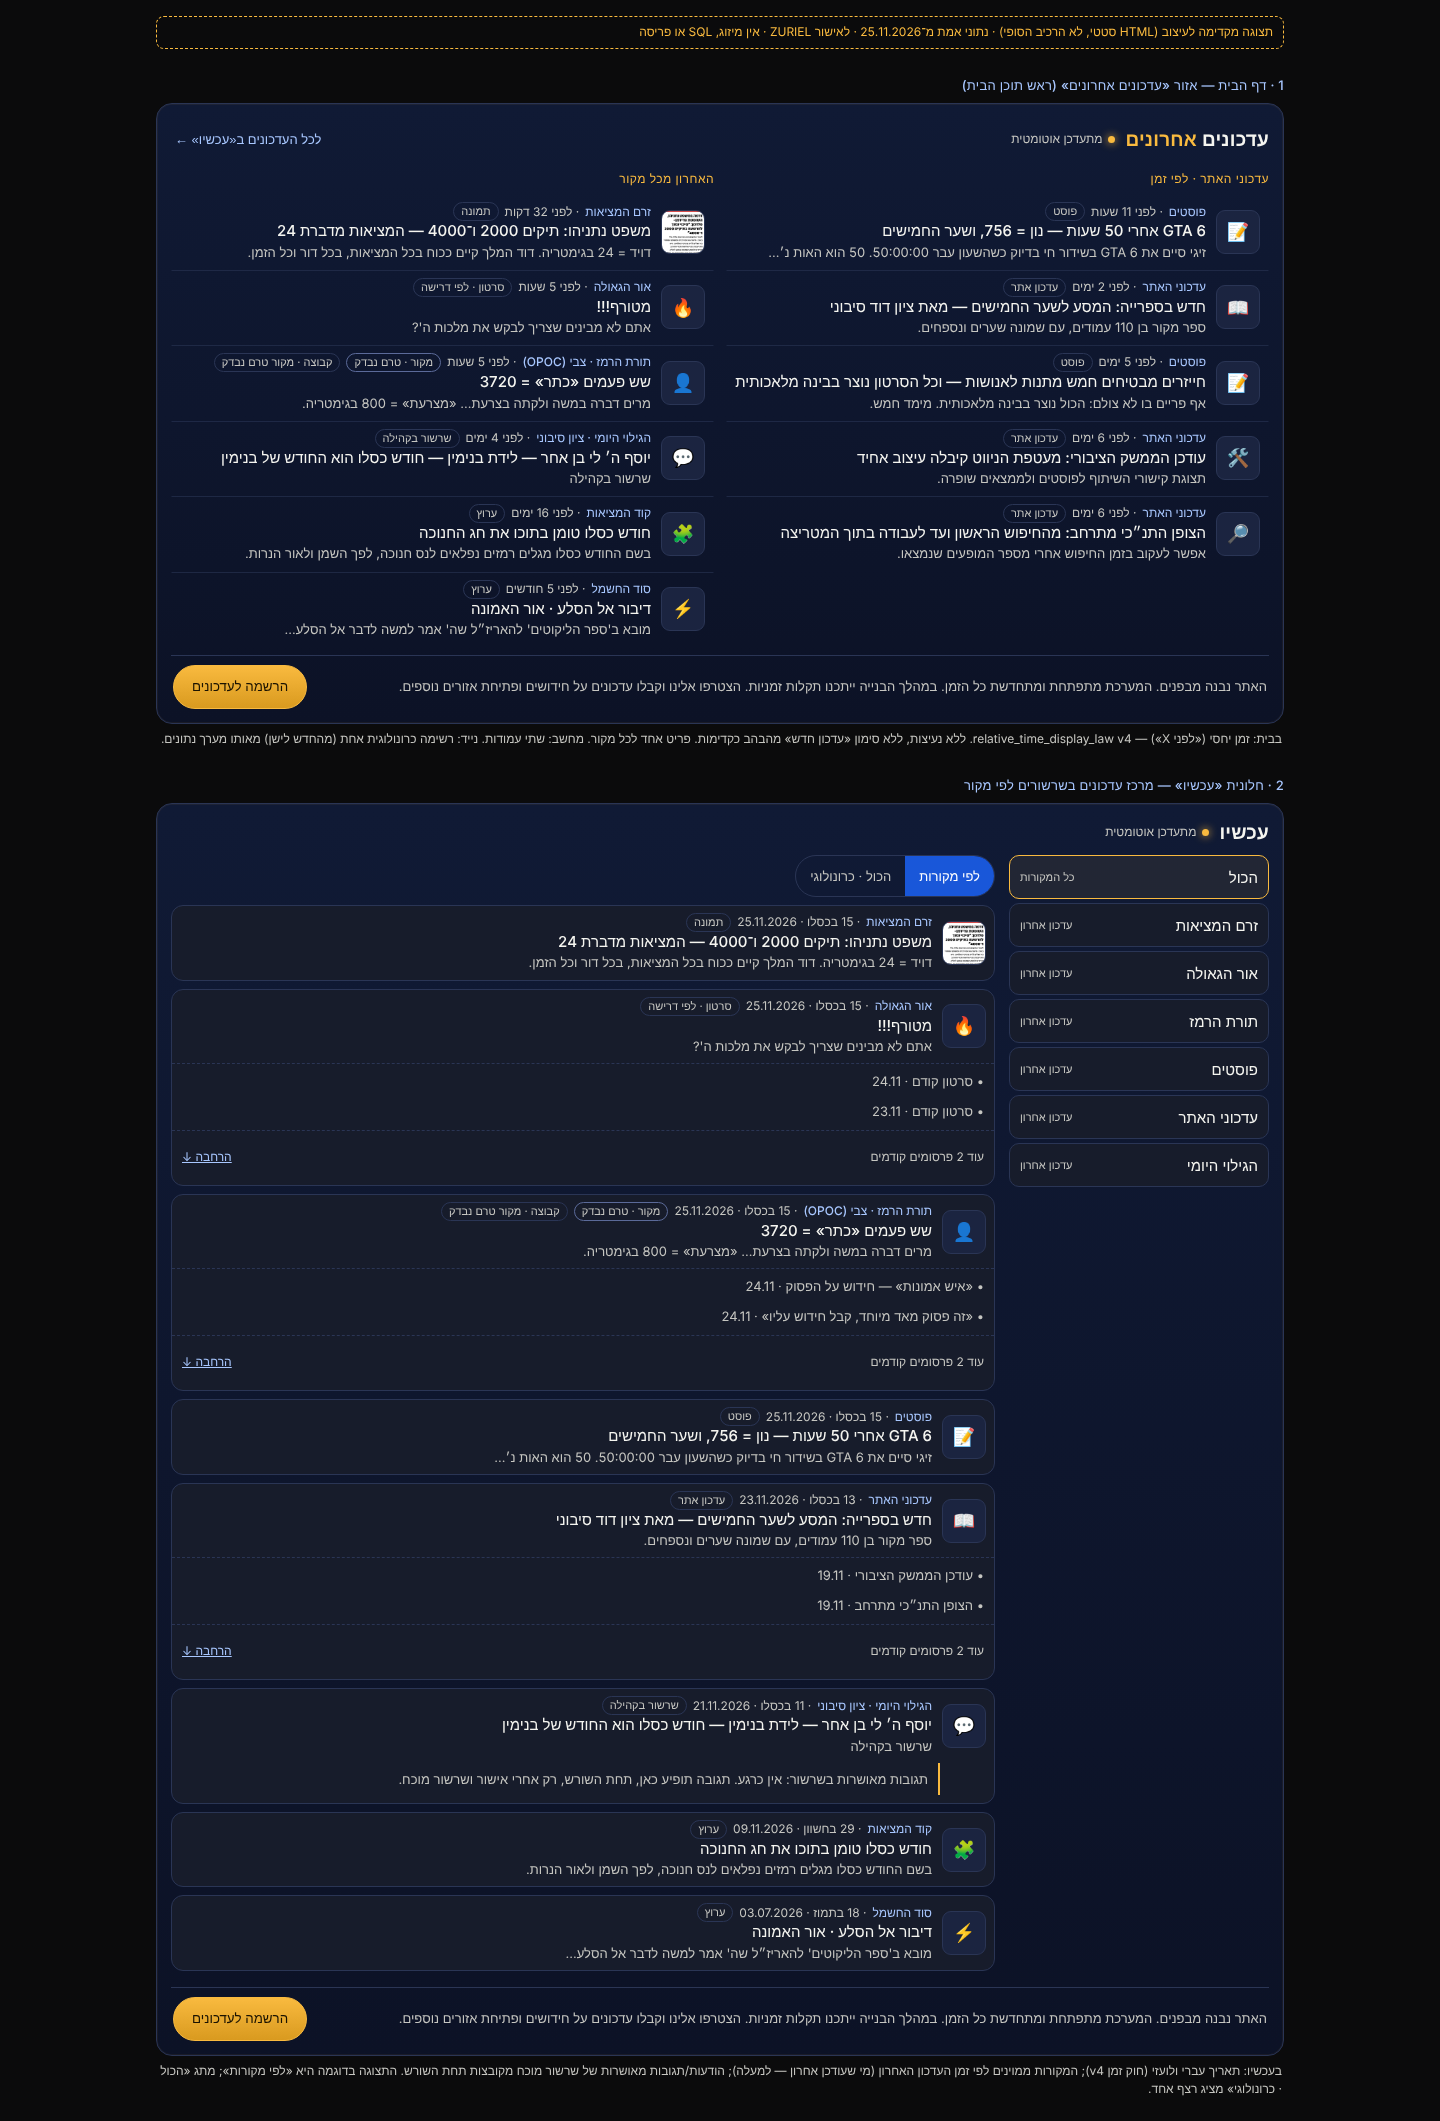 תצוגה מקדימה לעיצוב (HTML סטטי, לא הרכיב הסופי) · נתוני אמת מ־25.11.2026 · לאישור ZURIEL · אין מיזוג, SQL או פריסה
1 · דף הבית — אזור «עדכונים אחרונים» (ראש תוכן הבית)
עדכונים אחרונים
מתעדכן אוטומטית
לכל העדכונים ב«עכשיו» ←
עדכוני האתר · לפי זמן
פוסטים · לפני 11 שעות פוסט
GTA 6 אחרי 50 שעות — נון = 756, ושער החמישים
זיגי סיים את GTA 6 בשידור חי בדיוק כשהשעון עבר 50:00:00. 50 הוא האות נ׳…
עדכוני האתר · לפני 2 ימים עדכון אתר
חדש בספרייה: המסע לשער החמישים — מאת ציון דוד סיבוני
ספר מקור בן 110 עמודים, עם שמונה שערים ונספחים.
פוסטים · לפני 5 ימים פוסט
חייזרים מבטיחים חמש מתנות לאנושות — וכל הסרטון נוצר בבינה מלאכותית
אף פריים בו לא צולם: הכול נוצר בבינה מלאכותית. מימד חמש.
עדכוני האתר · לפני 6 ימים עדכון אתר
עודכן הממשק הציבורי: מעטפת הניווט קיבלה עיצוב אחיד
תצוגת קישורי השיתוף לפוסטים ולממצאים שופרה.
עדכוני האתר · לפני 6 ימים עדכון אתר
הצופן התנ״כי מתרחב: מהחיפוש הראשון ועד לעבודה בתוך המטריצה
אפשר לעקוב בזמן החיפוש אחרי מספר המופעים שנמצאו.
האחרון מכל מקור
זרם המציאות · לפני 32 דקות תמונה
משפט נתניהו: תיקים 2000 ו־4000 — המציאות מדברת 24
דויד = 24 בגימטריה. דוד המלך קיים ככוח בכל המציאות, בכל דור וכל הזמן.
אור הגאולה · לפני 5 שעות סרטון · לפי דרישה
מטורף!!!
אתם לא מבינים שצריך לבקש את מלכות ה'?
תורת הרמז · צבי (OPOC) · לפני 5 שעות מקור · טרם נבדק קבוצה · מקור טרם נבדק
שש פעמים «כתר» = 3720
מרים דברה במשה ולקתה בצרעת… «מצרעת» = 800 בגימטריה.
הגילוי היומי · ציון סיבוני · לפני 4 ימים שרשור בקהילה
יוסף ה׳ לי בן אחר — לידת בנימין — חודש כסלו הוא החודש של בנימין
שרשור בקהילה
קוד המציאות · לפני 16 ימים ערוץ
חודש כסלו טומן בתוכו את חג החנוכה
בשם החודש כסלו מגלים רמזים נפלאים לנס חנוכה, לפך השמן ולאור הנרות.
סוד החשמל · לפני 5 חודשים ערוץ
דיבור אל הסלע · אור האמונה
מובא ב'ספר הליקוטים' להאריז״ל שה' אמר למשה לדבר אל הסלע…
האתר נבנה מבפנים. המערכת מתפתחת ומתחדשת כל הזמן. במהלך הבנייה ייתכנו תקלות זמניות. הצטרפו אלינו וקבלו עדכונים על חידושים ופתיחת אזורים נוספים.
הרשמה לעדכונים
בבית: זמן יחסי («לפני X») — relative_time_display_law v4. ללא נעיצות, ללא סימון «עדכון חדש» מהבהב כקדימות. פריט אחד לכל מקור. מחשב: שתי עמודות. נייד: רשימה כרונולוגית אחת (מהחדש לישן) מאותו מערך נתונים.
2 · חלונית «עכשיו» — מרכז עדכונים בשרשורים לפי מקור
עכשיו
מתעדכן אוטומטית
הכול כל המקורות
זרם המציאות עדכון אחרון
אור הגאולה עדכון אחרון
תורת הרמז עדכון אחרון
פוסטים עדכון אחרון
עדכוני האתר עדכון אחרון
הגילוי היומי עדכון אחרון
לפי מקורות הכול · כרונולוגי
זרם המציאות · 15 בכסלו · 25.11.2026 תמונה
משפט נתניהו: תיקים 2000 ו־4000 — המציאות מדברת 24
דויד = 24 בגימטריה. דוד המלך קיים ככוח בכל המציאות, בכל דור וכל הזמן.
אור הגאולה · 15 בכסלו · 25.11.2026 סרטון · לפי דרישה
מטורף!!!
אתם לא מבינים שצריך לבקש את מלכות ה'?
• סרטון קודם · 24.11
• סרטון קודם · 23.11
עוד 2 פרסומים קודמים
הרחבה ↓
תורת הרמז · צבי (OPOC) · 15 בכסלו · 25.11.2026 מקור · טרם נבדק קבוצה · מקור טרם נבדק
שש פעמים «כתר» = 3720
מרים דברה במשה ולקתה בצרעת… «מצרעת» = 800 בגימטריה.
• «איש אמונות» — חידוש על הפסוק · 24.11
• «זה פסוק מאד מיוחד, קבל חידוש עליו» · 24.11
עוד 2 פרסומים קודמים
הרחבה ↓
פוסטים · 15 בכסלו · 25.11.2026 פוסט
GTA 6 אחרי 50 שעות — נון = 756, ושער החמישים
זיגי סיים את GTA 6 בשידור חי בדיוק כשהשעון עבר 50:00:00. 50 הוא האות נ׳…
עדכוני האתר · 13 בכסלו · 23.11.2026 עדכון אתר
חדש בספרייה: המסע לשער החמישים — מאת ציון דוד סיבוני
ספר מקור בן 110 עמודים, עם שמונה שערים ונספחים.
• עודכן הממשק הציבורי · 19.11
• הצופן התנ״כי מתרחב · 19.11
עוד 2 פרסומים קודמים
הרחבה ↓
הגילוי היומי · ציון סיבוני · 11 בכסלו · 21.11.2026 שרשור בקהילה
יוסף ה׳ לי בן אחר — לידת בנימין — חודש כסלו הוא החודש של בנימין
שרשור בקהילה
תגובות מאושרות בשרשור: אין כרגע. תגובה תופיע כאן, תחת השורש, רק אחרי אישור ושרשור מוכח.
קוד המציאות · 29 בחשוון · 09.11.2026 ערוץ
חודש כסלו טומן בתוכו את חג החנוכה
בשם החודש כסלו מגלים רמזים נפלאים לנס חנוכה, לפך השמן ולאור הנרות.
סוד החשמל · 18 בתמוז · 03.07.2026 ערוץ
דיבור אל הסלע · אור האמונה
מובא ב'ספר הליקוטים' להאריז״ל שה' אמר למשה לדבר אל הסלע…
האתר נבנה מבפנים. המערכת מתפתחת ומתחדשת כל הזמן. במהלך הבנייה ייתכנו תקלות זמניות. הצטרפו אלינו וקבלו עדכונים על חידושים ופתיחת אזורים נוספים.
הרשמה לעדכונים
בעכשיו: תאריך עברי ולועזי (חוק זמן v4); המקורות ממוינים לפי זמן העדכון האחרון (מי שעודכן אחרון — למעלה); הודעות/תגובות מאושרות של שרשור מוכח מקובצות תחת השורש. התצוגה בדוגמה היא «לפי מקורות»; מתג «הכול
· כרונולוגי» מציג רצף אחד.